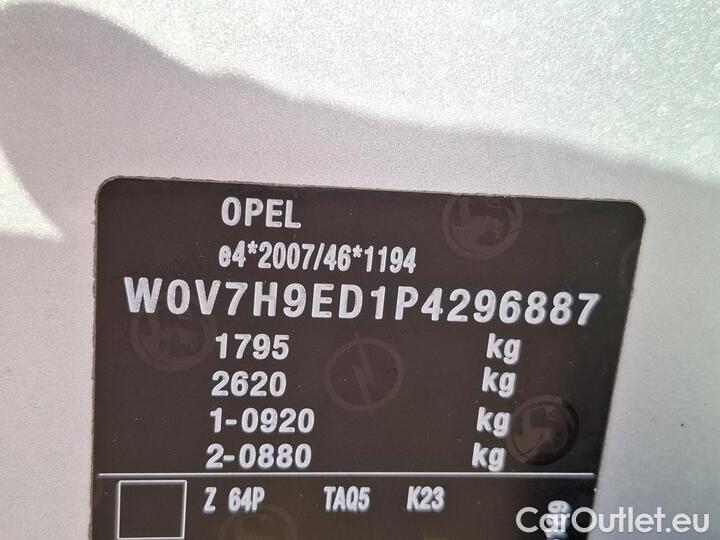 OPEL
e4*2007/46*1194
W0V7H9ED1P4296887
1795 kg
2620 kg
1-0920 kg
2-0880 kg
Z 64P TAQ5 K23
CarOutlet.eu